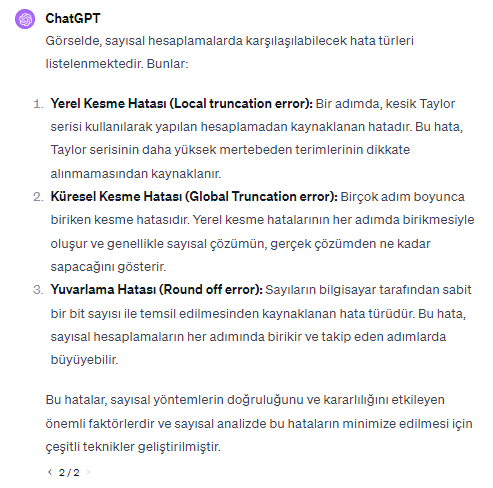 ChatGPT
Görselde, sayısal hesaplamalarda karşılaşılabilecek hata türleri
listelenmektedir. Bunlar:
1. Yerel Kesme Hatası (Local truncation error): Bir adımda, kesik Taylor
serisi kullanılarak yapılan hesaplamadan kaynaklanan hatadır. Bu hata,
Taylor serisinin daha yüksek mertebeden terimlerinin dikkate
alınmamasından kaynaklanır.
2. Küresel Kesme Hatası (Global Truncation error): Birçok adım boyunca
biriken kesme hatasıdır. Yerel kesme hatalarının her adımda birikmesiyle
oluşur ve genellikle sayısal çözümün, gerçek çözümden ne kadar
sapacağını gösterir.
3. Yuvarlama Hatası (Round off error): Sayıların bilgisayar tarafından sabit
bir bit sayısı ile temsil edilmesinden kaynaklanan hata türüdür. Bu hata,
sayısal hesaplamaların her adımında birikir ve takip eden adımlarda
büyüyebilir.
Bu hatalar, sayısal yöntemlerin doğruluğunu ve kararlılığını etkileyen
önemli faktörlerdir ve sayısal analizde bu hataların minimize edilmesi için
çeşitli teknikler geliştirilmiştir.
< 2 / 2 >